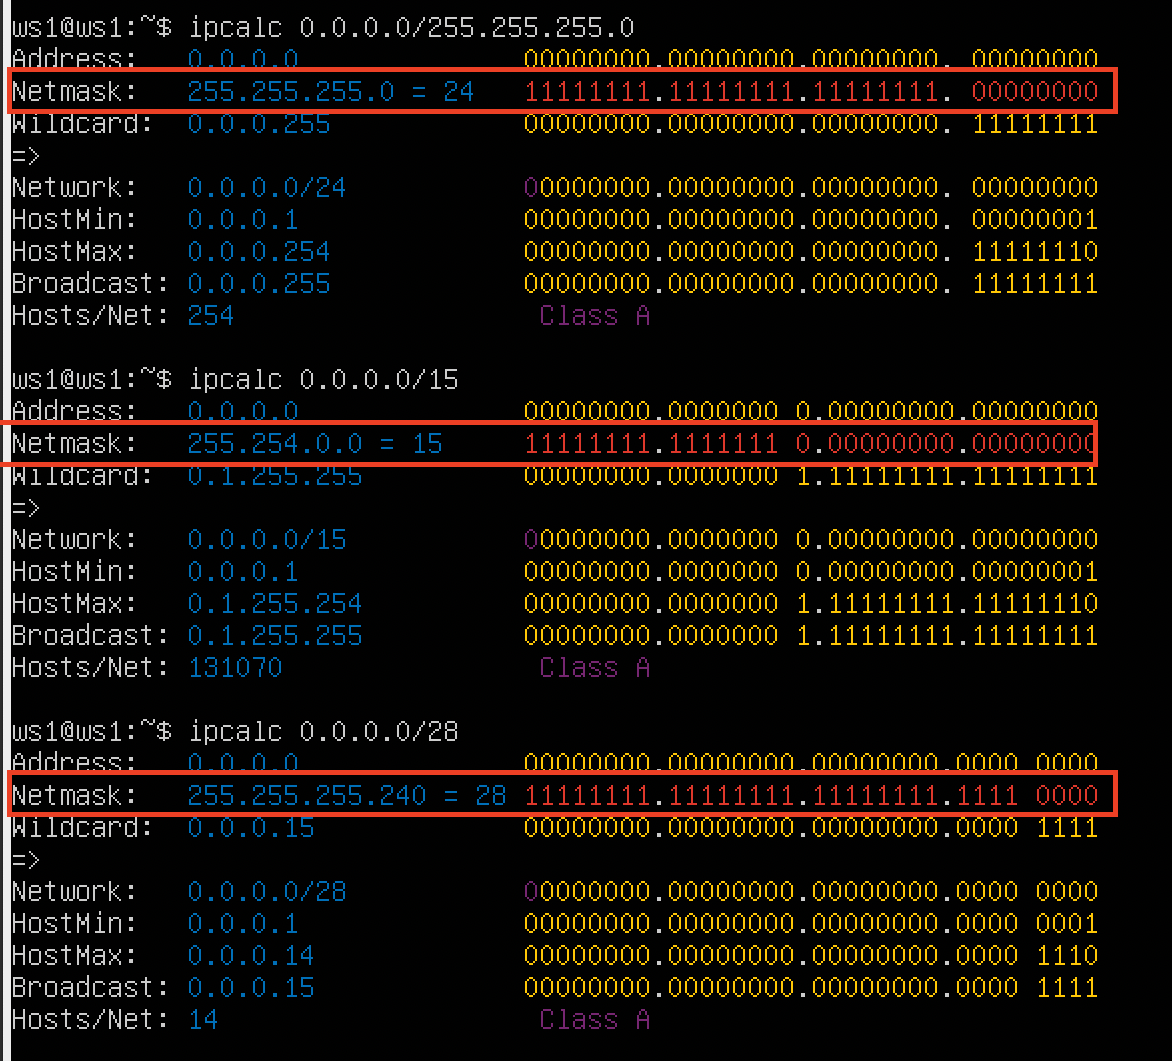 ws1@ws1:~$ ipcalc 0.0.0.0/255.255.255.0
Address:   0.0.0.0              00000000.00000000.00000000. 00000000
Netmask:   255.255.255.0 = 24   11111111.11111111.11111111. 00000000
Wildcard:  0.0.0.255            00000000.00000000.00000000. 11111111
=>
Network:   0.0.0.0/24           00000000.00000000.00000000. 00000000
HostMin:   0.0.0.1              00000000.00000000.00000000. 00000001
HostMax:   0.0.0.254            00000000.00000000.00000000. 11111110
Broadcast: 0.0.0.255            00000000.00000000.00000000. 11111111
Hosts/Net: 254                   Class A
ws1@ws1:~$ ipcalc 0.0.0.0/15
Address:   0.0.0.0              00000000.0000000 0.00000000.00000000
Netmask:   255.254.0.0 = 15     11111111.1111111 0.00000000.00000000
Wildcard:  0.1.255.255          00000000.0000000 1.11111111.11111111
=>
Network:   0.0.0.0/15           00000000.0000000 0.00000000.00000000
HostMin:   0.0.0.1              00000000.0000000 0.00000000.00000001
HostMax:   0.1.255.254          00000000.0000000 1.11111111.11111110
Broadcast: 0.1.255.255          00000000.0000000 1.11111111.11111111
Hosts/Net: 131070                Class A
ws1@ws1:~$ ipcalc 0.0.0.0/28
Address:   0.0.0.0              00000000.00000000.00000000.0000 0000
Netmask:   255.255.255.240 = 28 11111111.11111111.11111111.1111 0000
Wildcard:  0.0.0.15             00000000.00000000.00000000.0000 1111
=>
Network:   0.0.0.0/28           00000000.00000000.00000000.0000 0000
HostMin:   0.0.0.1              00000000.00000000.00000000.0000 0001
HostMax:   0.0.0.14             00000000.00000000.00000000.0000 1110
Broadcast: 0.0.0.15             00000000.00000000.00000000.0000 1111
Hosts/Net: 14                    Class A